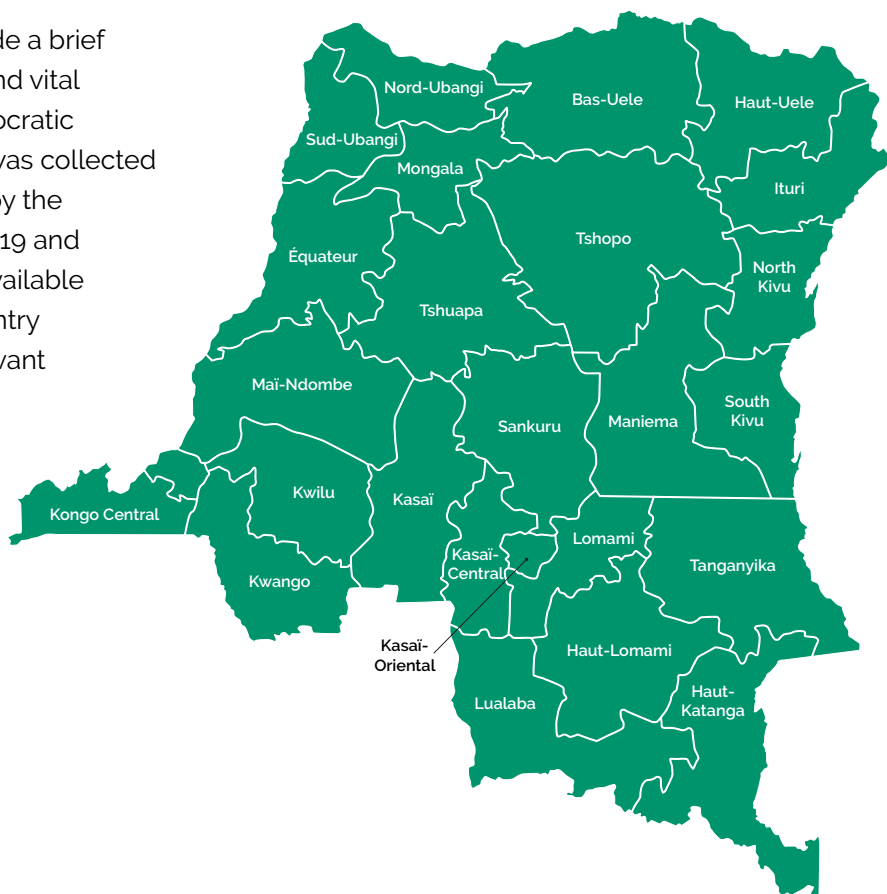 de a brief
nd vital
ocratic
was collected
by the
19 and
vailable
ntry
vant
Nord-Ubangi
Bas-Uele
Haut-Uele
Sud-Ubangi
Mongala
Ituri
Tshopo
Équateur
North
Kivu
Tshuapa
Maï-Ndombe
South
Kivu
Sankuru
Maniema
Kwilu
Kasaï
Kongo Central
Lomami
Kasaï-
Central
Tanganyika
Kwango
Kasaï-
Oriental
Haut-Lomami
Lualaba
Haut-
Katanga